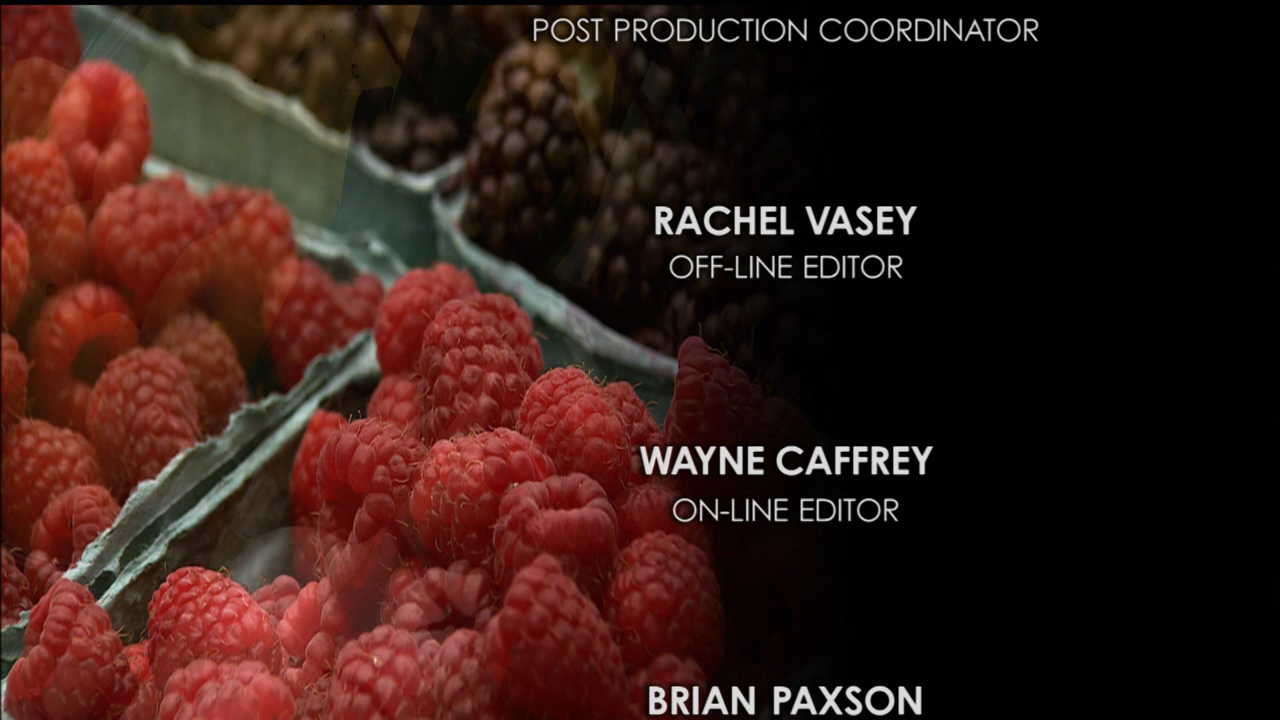 POST PRODUCTION COORDINATOR
RACHEL VASEY
OFF-LINE EDITOR
WAYNE CAFFREY
ON-LINE EDITOR
BRIAN PAXSON